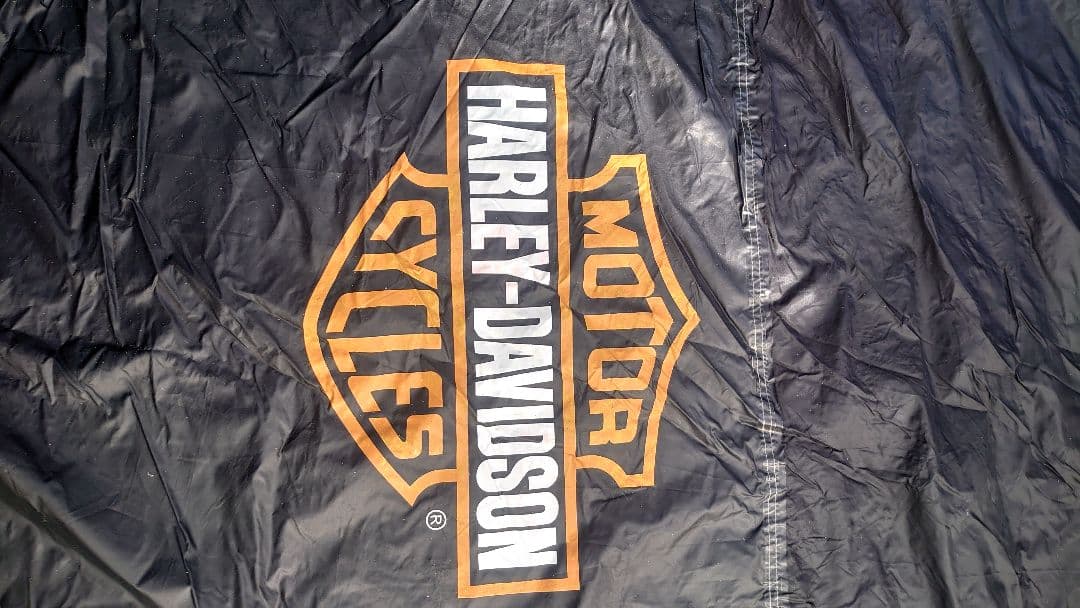 MOTOR
HARLEY-DAVIDSON
CYCLES
®